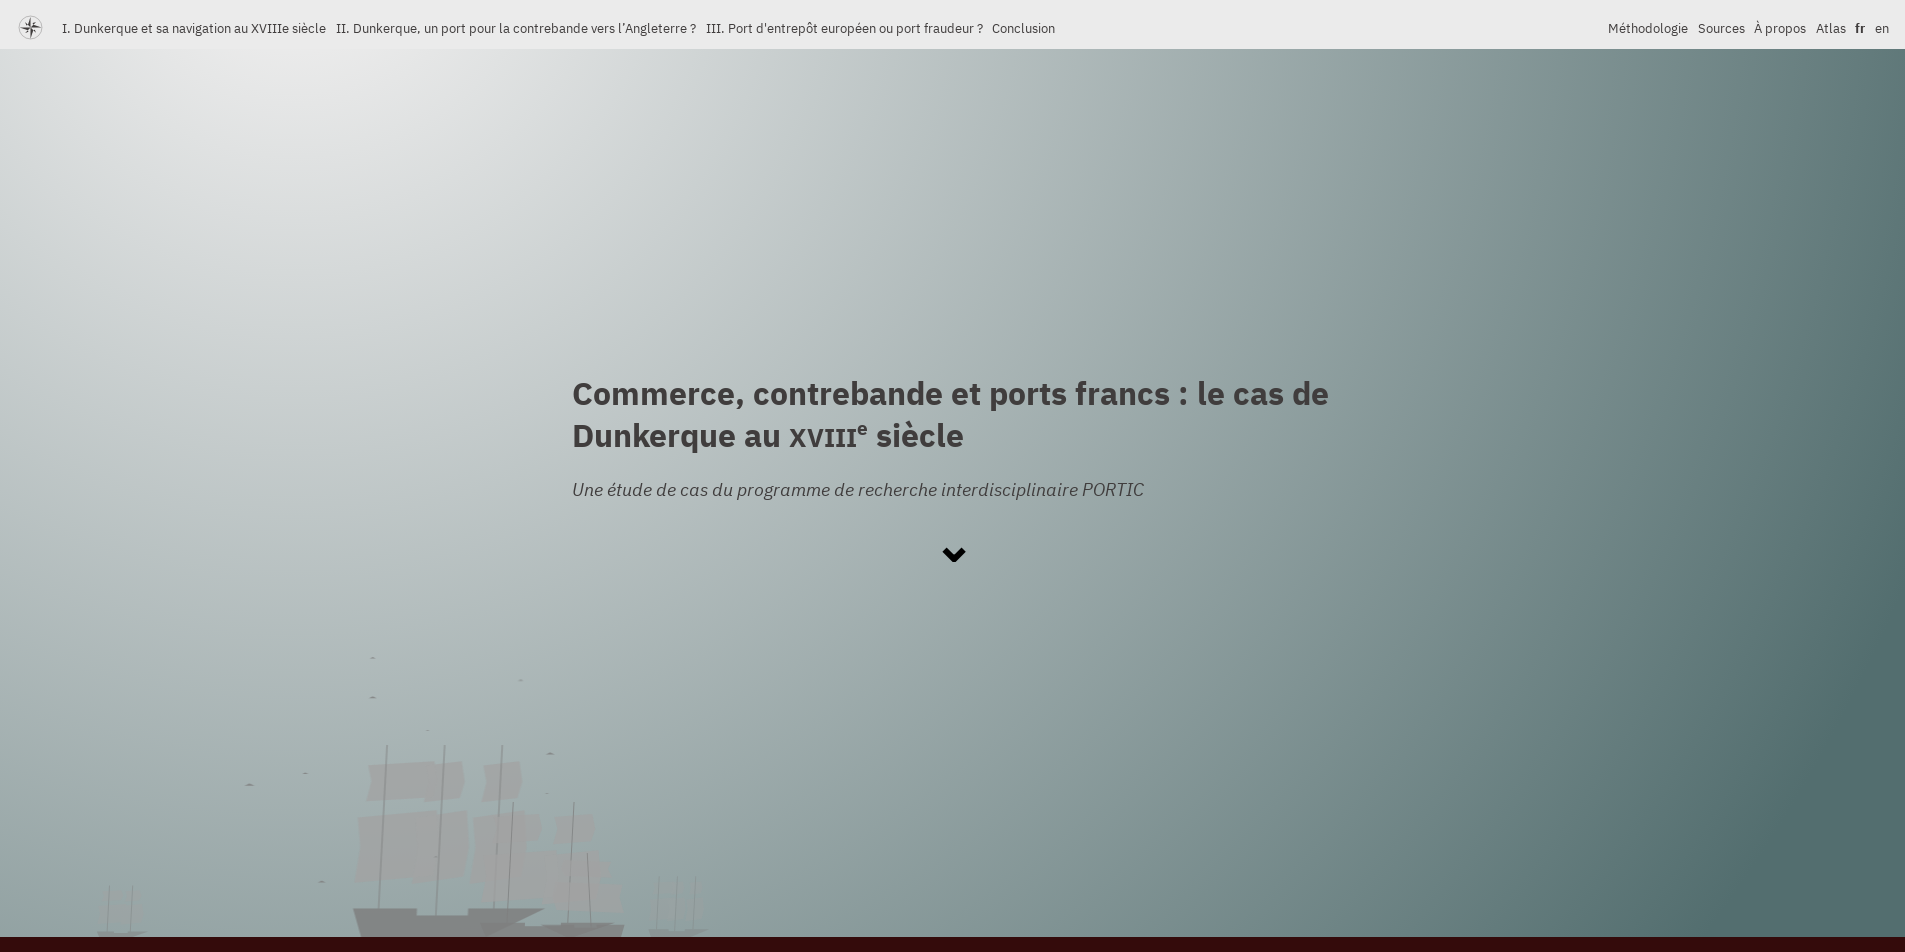 I. Dunkerque et sa navigation au XVIIIe siècle II. Dunkerque, un port pour la contrebande vers l’Angleterre ? III. Port d'entrepôt européen ou port fraudeur ? Conclusion Méthodologie Sources À propos Atlas fr en
Commerce, contrebande et ports francs : le cas de
Dunkerque au XVIIIe siècle
Une étude de cas du programme de recherche interdisciplinaire PORTIC